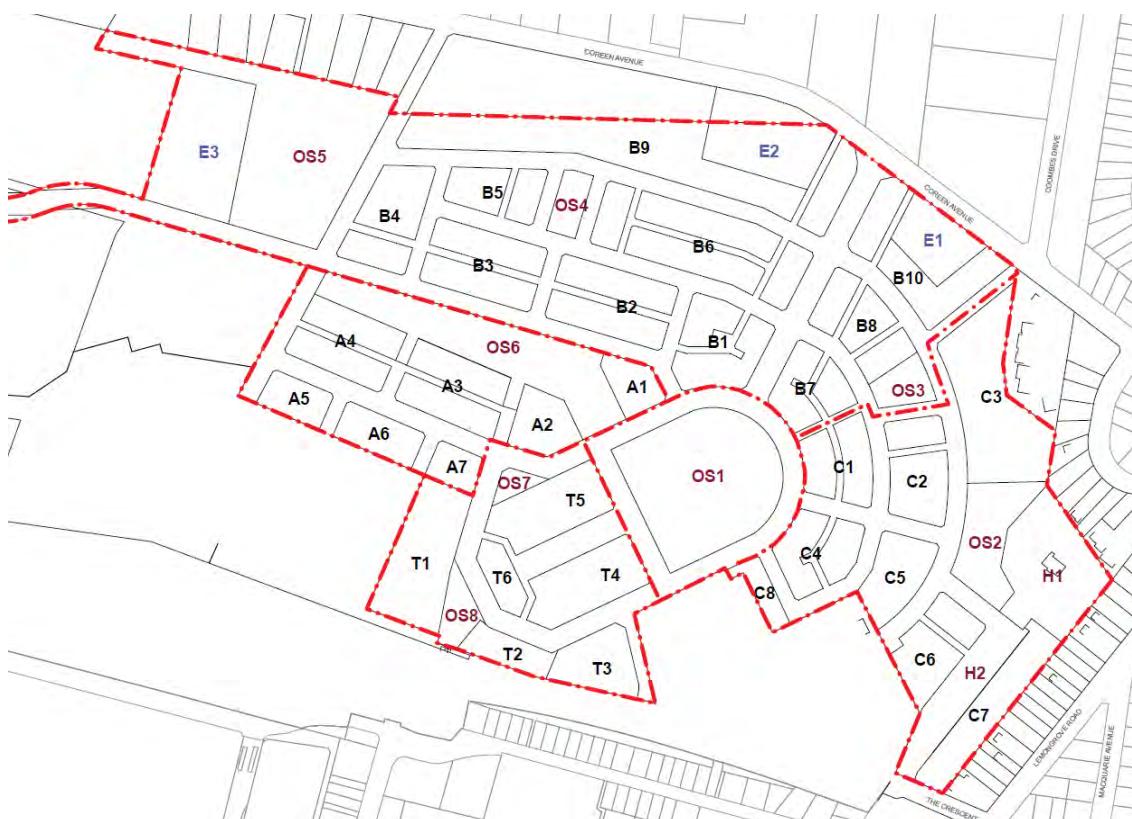 COREEN AVENUE
E3
OS5
B9
E2
COOMBES DRIVE
B5
OS4
B4
B6
COREEN AVENUE
E1
B3
B10
B2
B1
B8
A4
OS6
A3
A1
B7
OS3
C3
A5
A2
A6
A7
C1
OS1
C2
OS7
T5
T1
T6
T4
C4
OS2
C5
H1
C8
OS8
T2
T3
C6
H2
C7
LEMONGROVE ROAD
MACQUARIE AVENUE
THE CRESCENT